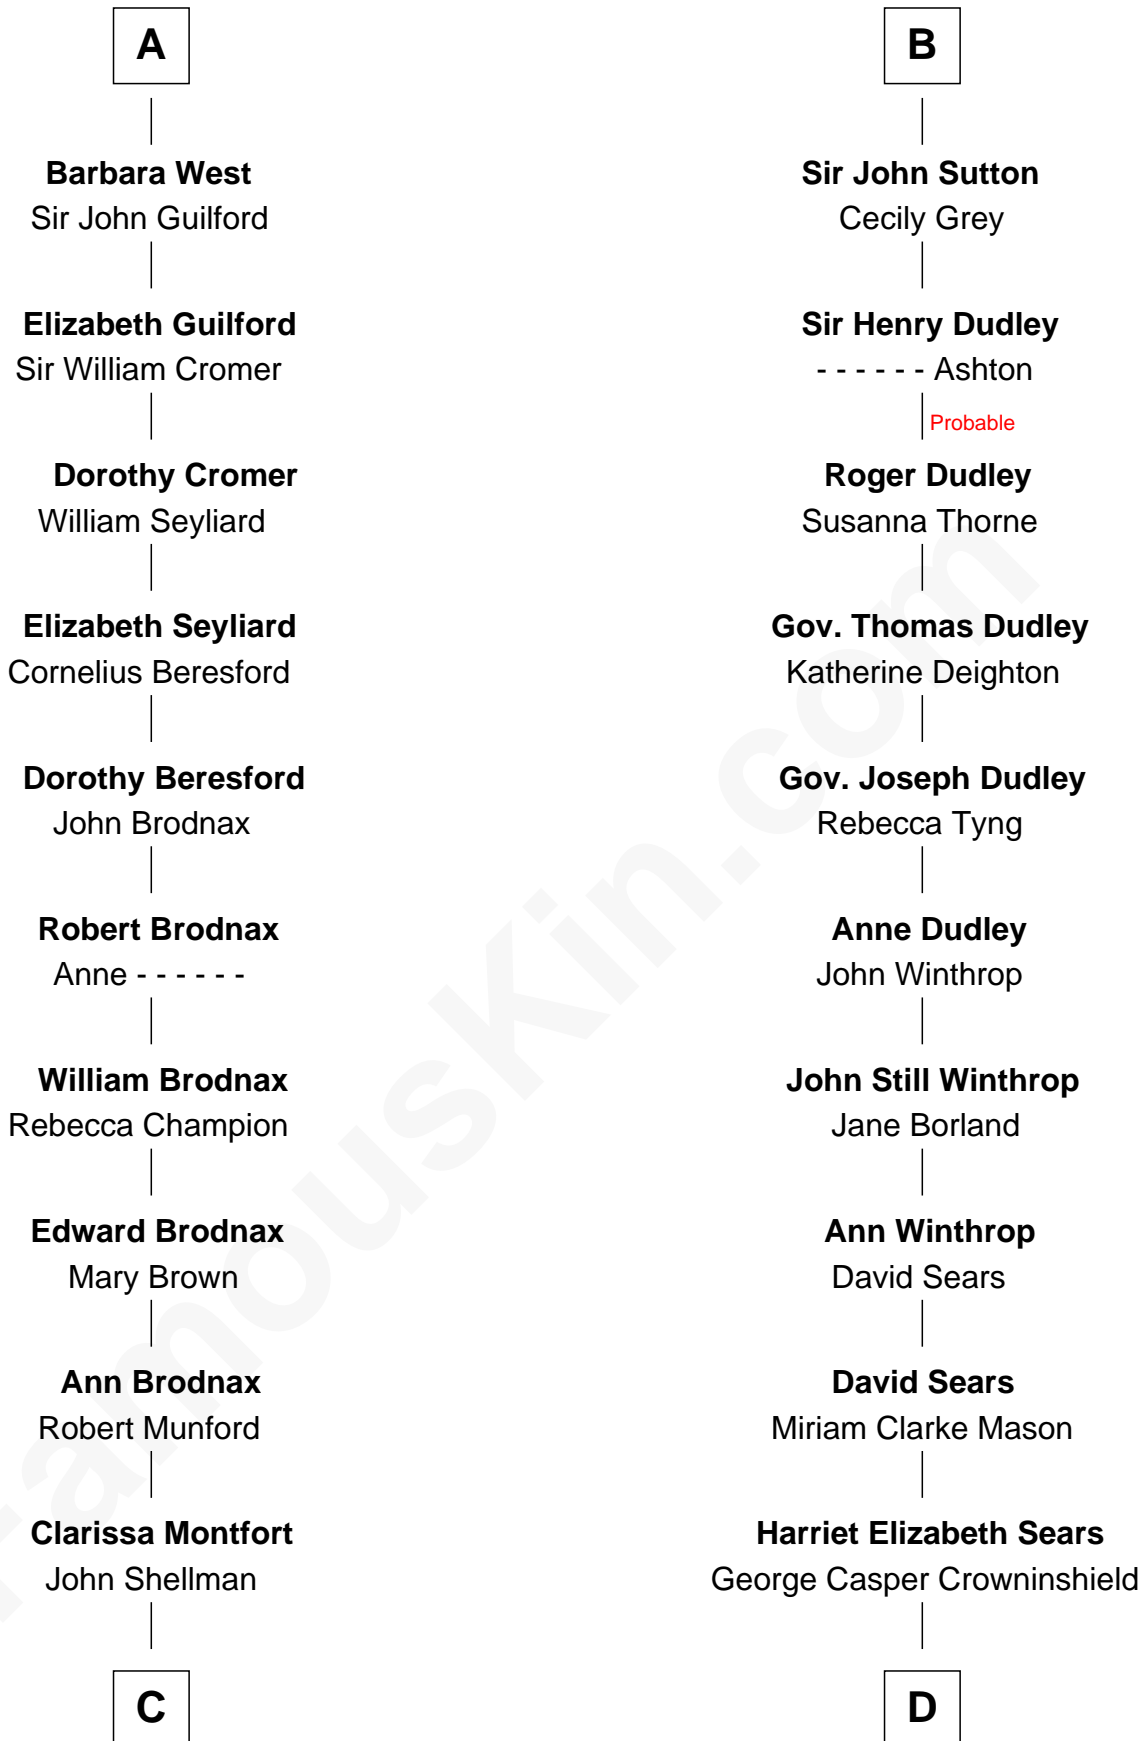 A
Barbara West
Sir John Guilford
Elizabeth Guilford
Sir William Cromer
Dorothy Cromer
William Seyliard
Elizabeth Seyliard
Cornelius Beresford
Dorothy Beresford
John Brodnax
Robert Brodnax
Anne - - - - - -
William Brodnax
Rebecca Champion
Edward Brodnax
Mary Brown
Ann Brodnax
Robert Munford
Clarissa Montfort
John Shellman
C
B
Sir John Sutton
Cecily Grey
Sir Henry Dudley
- - - - - - Ashton
Probable
Roger Dudley
Susanna Thorne
Gov. Thomas Dudley
Katherine Deighton
Gov. Joseph Dudley
Rebecca Tyng
Anne Dudley
John Winthrop
John Still Winthrop
Jane Borland
Ann Winthrop
David Sears
David Sears
Miriam Clarke Mason
Harriet Elizabeth Sears
George Casper Crowninshield
D
FamousKin.com